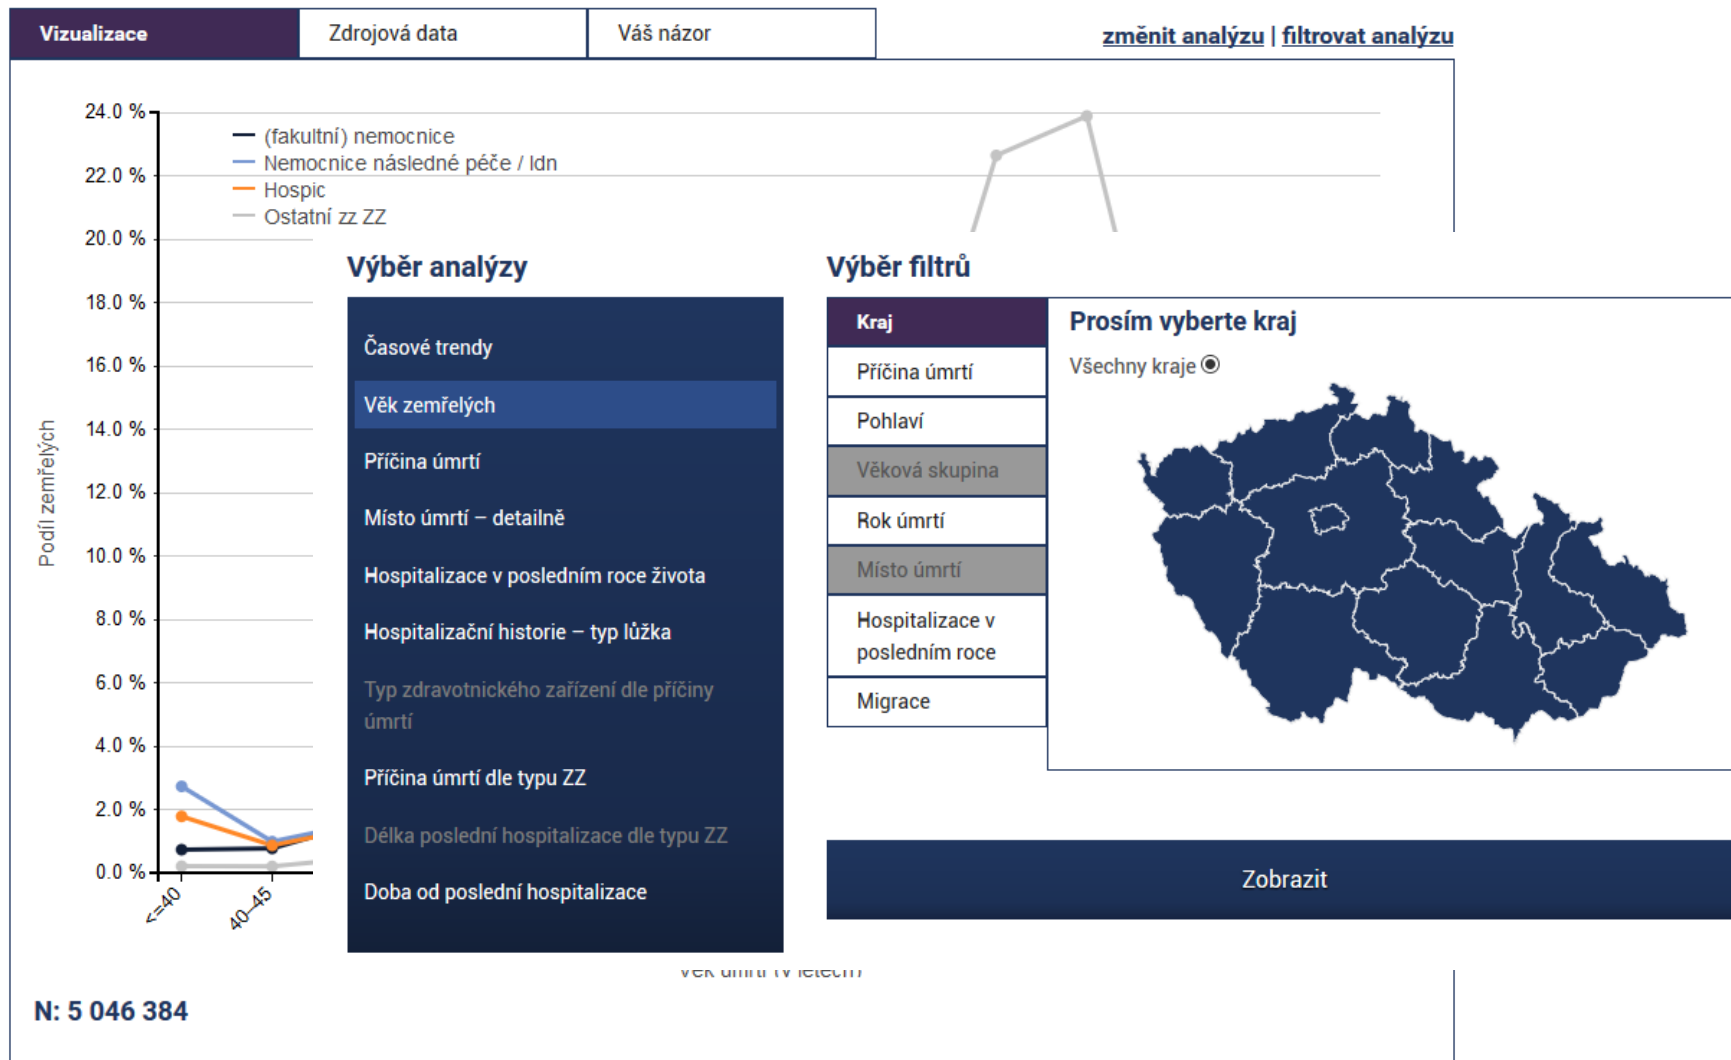 Vizualizace
Zdrojová data
Váš názor
změnit analýzu | filtrovat analýzu
24.0 %
22.0 %
20.0 %
18.0 %
16.0 %
14.0 %
12.0 %
10.0 %
8.0 %
6.0 %
4.0 %
2.0 %
0.0 %
Podíl zemřelých
(fakultní) nemocnice
Nemocnice následné péče / ldn
Hospic
Ostatní zz ZZ
<=40
40–45
Výběr analýzy
Časové trendy
Věk zemřelých
Příčina úmrtí
Místo úmrtí – detailně
Hospitalizace v posledním roce života
Hospitalizační historie – typ lůžka
Typ zdravotnického zařízení dle příčiny
úmrtí
Příčina úmrtí dle typu ZZ
Délka poslední hospitalizace dle typu ZZ
Doba od poslední hospitalizace
Výběr filtrů
Kraj
Příčina úmrtí
Pohlaví
Věková skupina
Rok úmrtí
Místo úmrtí
Hospitalizace v
posledním roce
Migrace
Prosím vyberte kraj
Všechny kraje
Zobrazit
Věk úmrtí (v letech)
N: 5 046 384